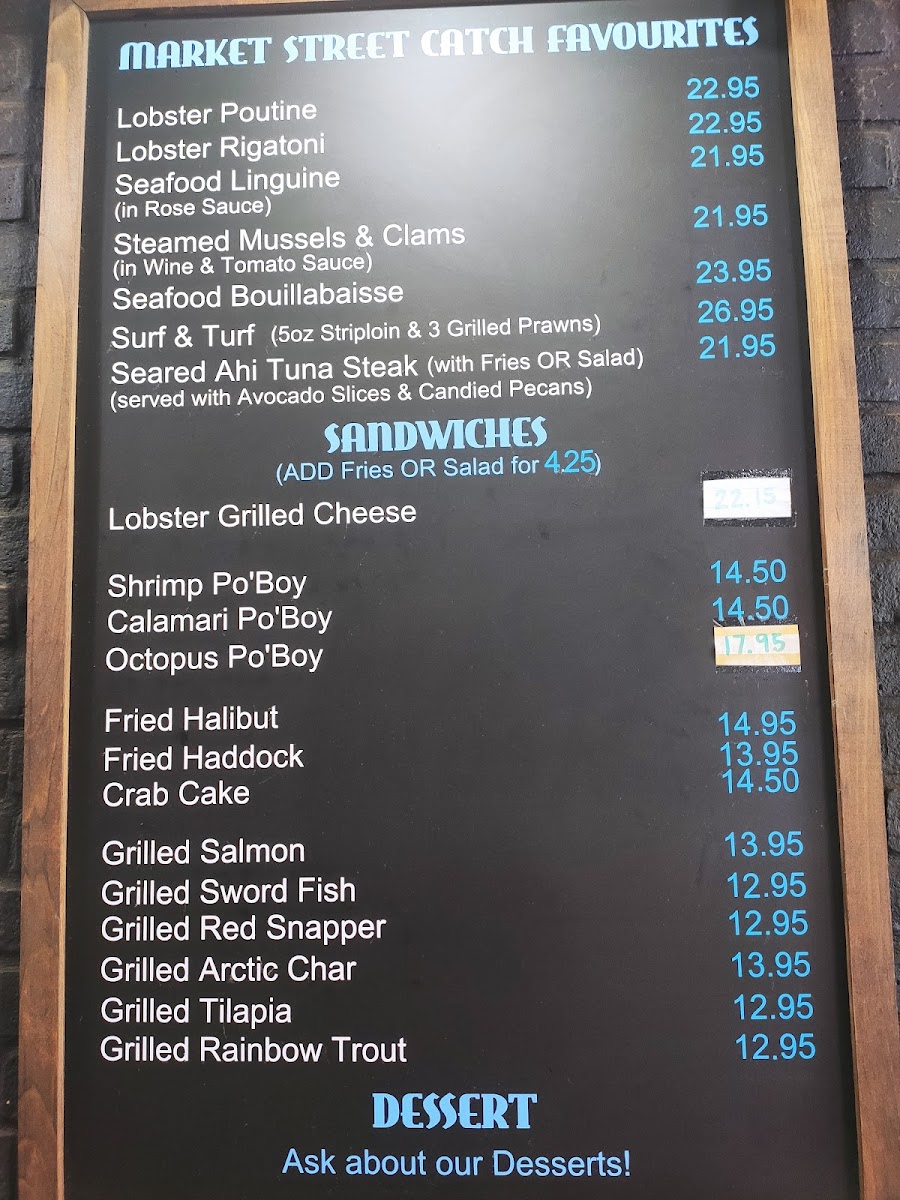 MARKET STREET CATCH FAVOURITES
Lobster Poutine 22.95
Lobster Rigatoni 22.95
Seafood Linguine 21.95
(in Rose Sauce)
Steamed Mussels & Clams 21.95
(in Wine & Tomato Sauce)
Seafood Bouillabaisse 23.95
Surf & Turf (5oz Striploin & 3 Grilled Prawns) 26.95
Seared Ahi Tuna Steak (with Fries OR Salad) 21.95
(served with Avocado Slices & Candied Pecans)
SANDWICHES
(ADD Fries OR Salad for 4.25)
Lobster Grilled Cheese 22.15
Shrimp Po'Boy 14.50
Calamari Po'Boy 14.50
Octopus Po'Boy 17.95
Fried Halibut 14.95
Fried Haddock 13.95
Crab Cake 14.50
Grilled Salmon 13.95
Grilled Sword Fish 12.95
Grilled Red Snapper 12.95
Grilled Arctic Char 13.95
Grilled Tilapia 12.95
Grilled Rainbow Trout 12.95
DESSERT
Ask about our Desserts!